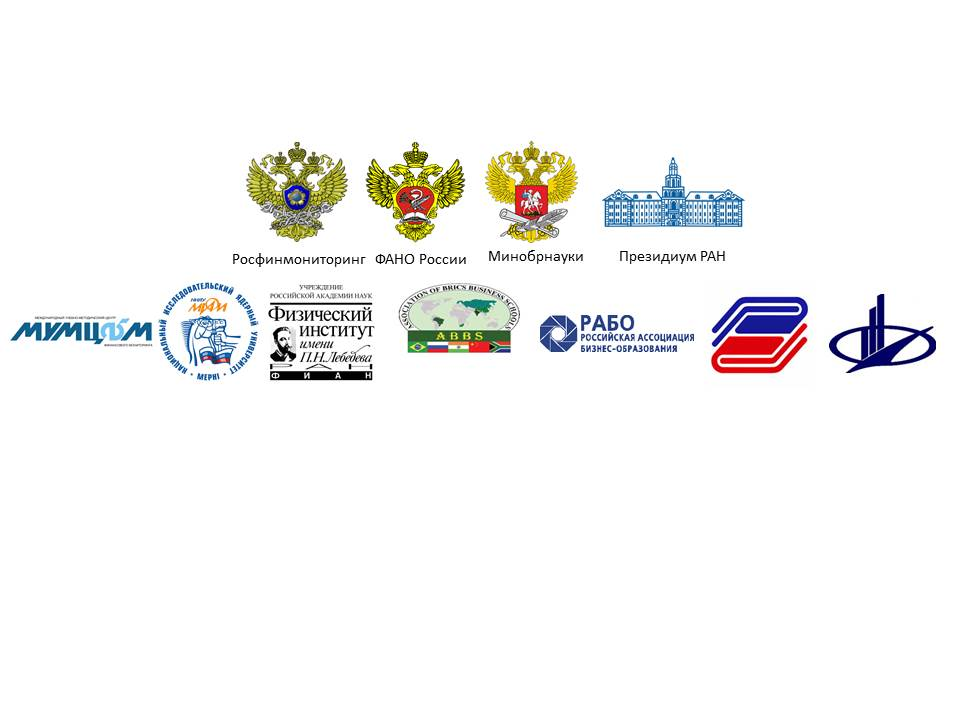 Росфинмониторинг
ФАНО России
Минобрнауки
Президиум РАН
МЕЖДУНАРОДНЫЙ УЧЕБНО-МЕТОДИЧЕСКИЙ ЦЕНТР
МУМЦФМ
ФИНАНСОВОГО МОНИТОРИНГА
НАЦИОНАЛЬНЫЙ ИССЛЕДОВАТЕЛЬСКИЙ ЯДЕРНЫЙ УНИВЕРСИТЕТ
НИЯУ
МИФИ
• MEPhI •
УЧРЕЖДЕНИЕ
РОССИЙСКОЙ АКАДЕМИИ НАУК
Физический
институт
имени
П.Н.Лебедева
РАН
ФИАН
ASSOCIATION OF BRICS BUSINESS SCHOOLS
ABBS
РАБО
РОССИЙСКАЯ АССОЦИАЦИЯ
БИЗНЕС-ОБРАЗОВАНИЯ